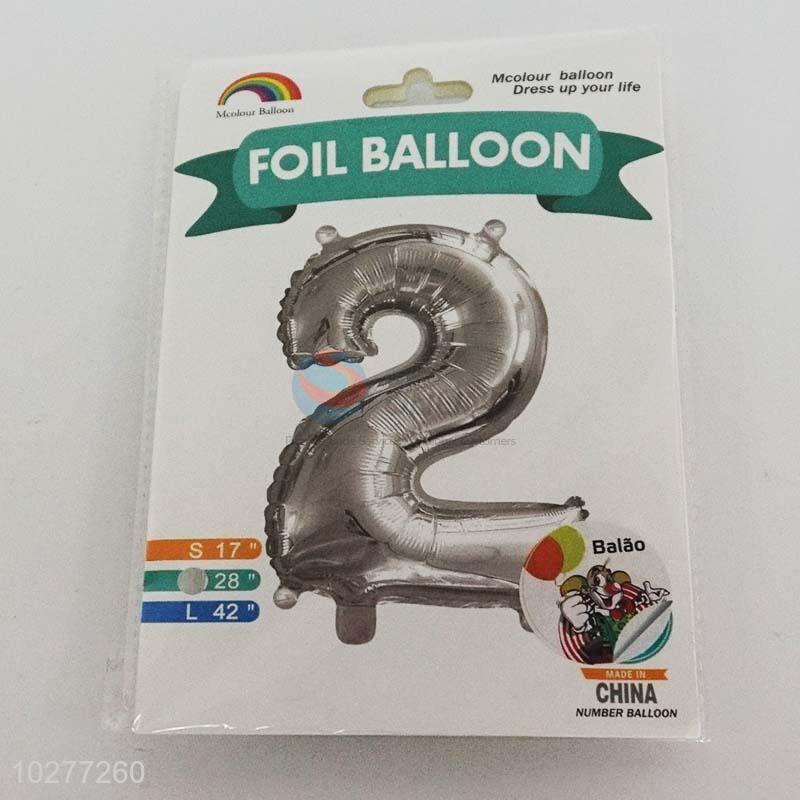 Mcolour Balloon
Mcolour balloon
Dress up your life
FOIL BALLOON
S 17 "
28 "
L 42 "
Balão
MADE IN
CHINA
NUMBER BALLOON
10277260